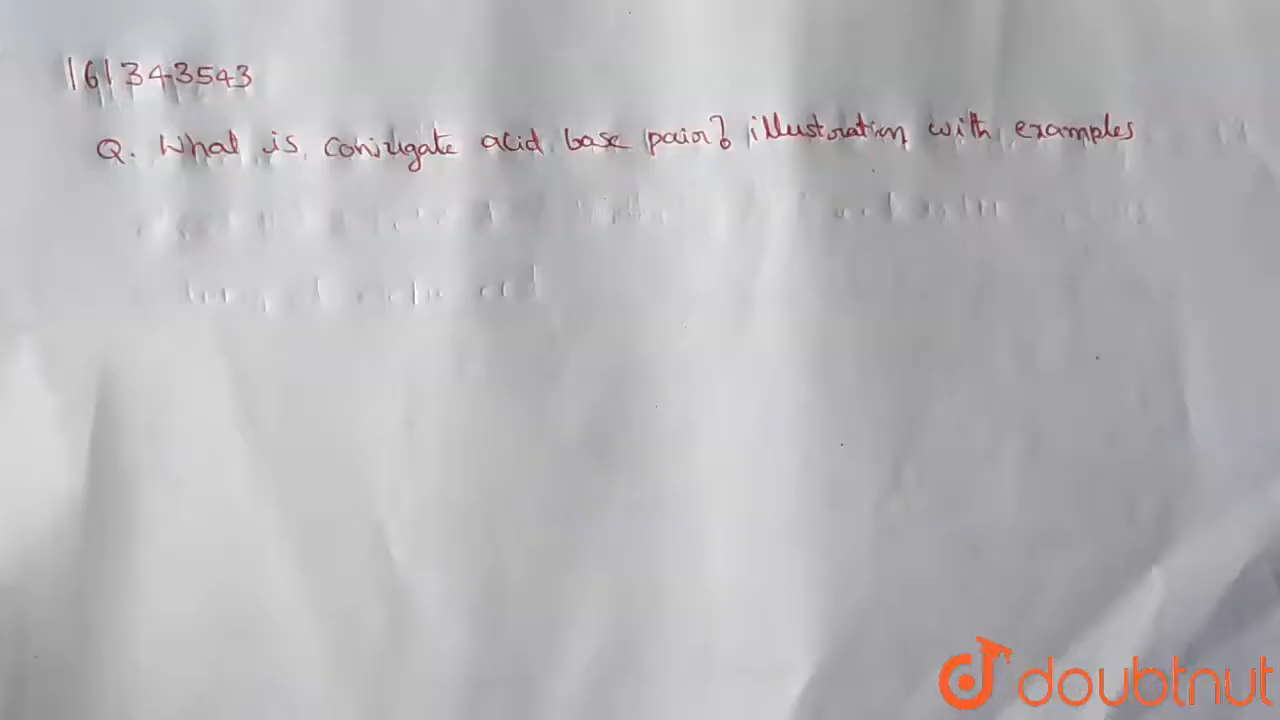 161343543
Q. What is conjugate acid base pair? illustration with examples
doubtnut